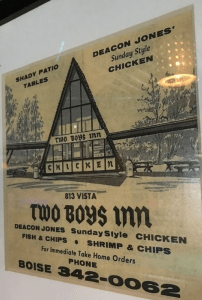 DEACON JONES'
Sunday Style
CHICKEN
SHADY PATIO
TABLES
TWO BOYS INN
CHICKEN
813 VISTA
TWO BOYS INN
DEACON JONES Sunday Style CHICKEN
FISH & CHIPS • SHRIMP & CHIPS
For Immediate Take Home Orders
PHONE
BOISE 342-0062